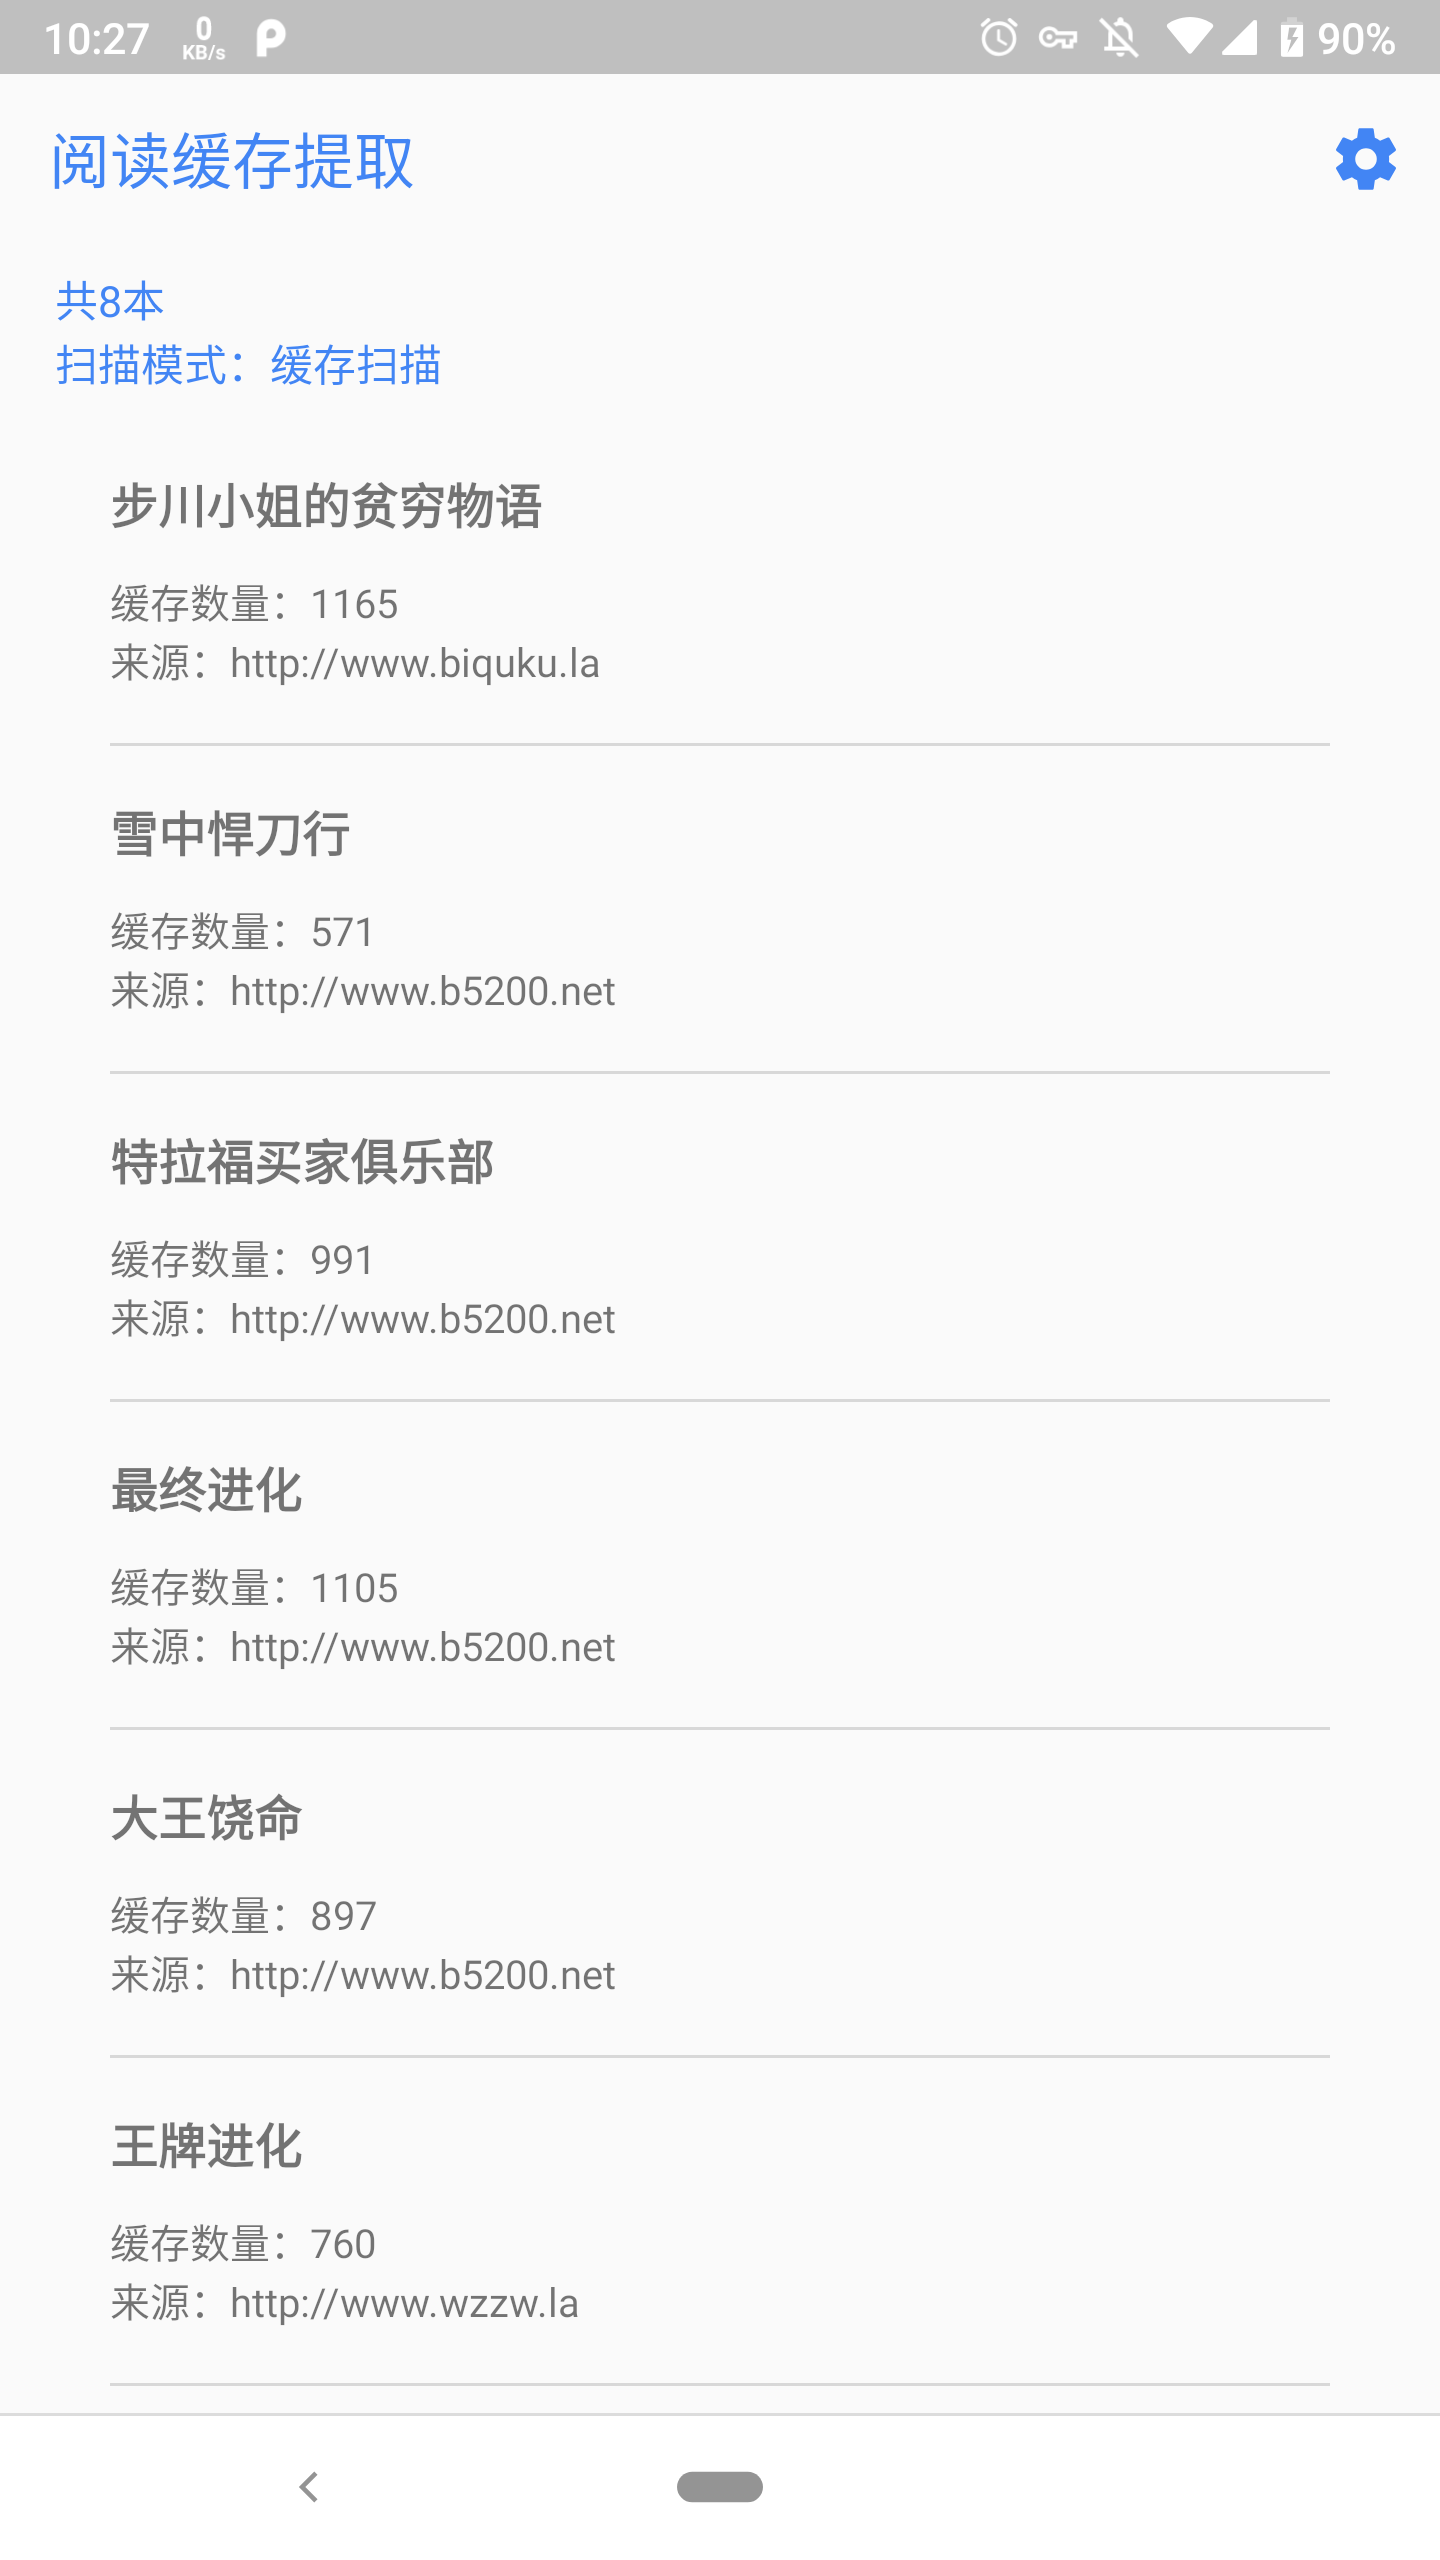 10:27 0 KB/s 90%
阅读缓存提取
共8本
扫描模式：缓存扫描
步川小姐的贫穷物语
缓存数量：1165
来源：http://www.biquku.la
雪中悍刀行
缓存数量：571
来源：http://www.b5200.net
特拉福买家俱乐部
缓存数量：991
来源：http://www.b5200.net
最终进化
缓存数量：1105
来源：http://www.b5200.net
大王饶命
缓存数量：897
来源：http://www.b5200.net
王牌进化
缓存数量：760
来源：http://www.wzzw.la